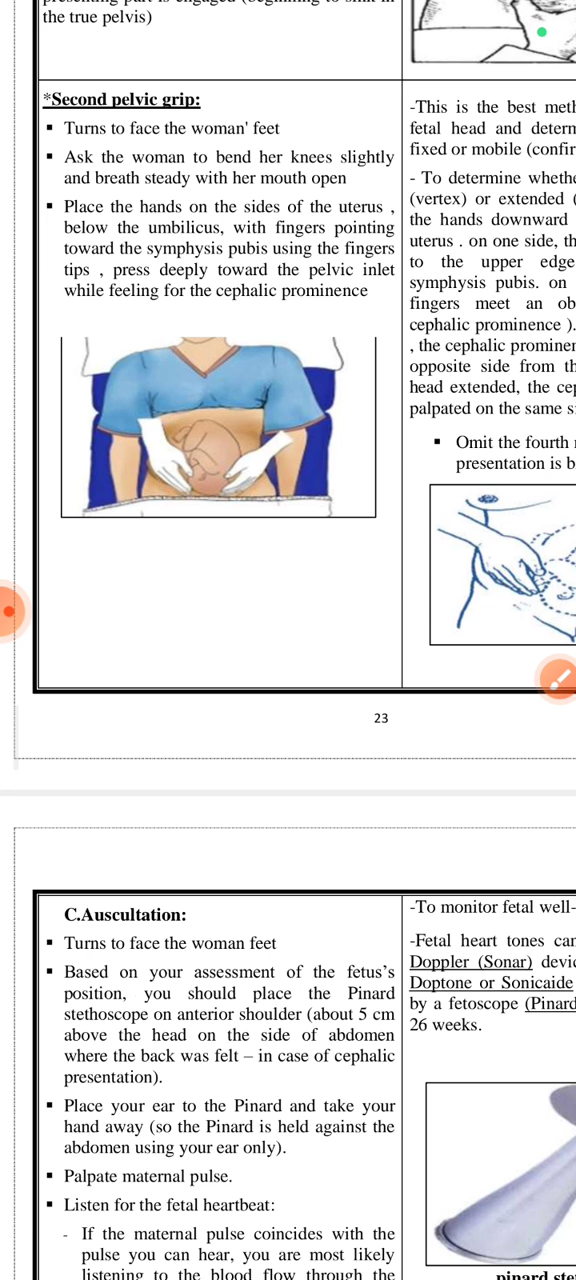 the true pelvis)
*Second pelvic grip:
▪ Turns to face the woman' feet
▪ Ask the woman to bend her knees slightly
and breath steady with her mouth open
▪ Place the hands on the sides of the uterus ,
below the umbilicus, with fingers pointing
toward the symphysis pubis using the fingers
tips , press deeply toward the pelvic inlet
while feeling for the cephalic prominence
-This is the best meth
fetal head and determ
fixed or mobile (confir
- To determine whethe
(vertex) or extended (
the hands downward
uterus . on one side, th
to the upper edge
symphysis pubis. on
fingers meet an ob
cephalic prominence ).
, the cephalic prominen
opposite side from th
head extended, the cep
palpated on the same s
▪ Omit the fourth
presentation is b
23
C.Auscultation:
▪ Turns to face the woman feet
▪ Based on your assessment of the fetus's
position, you should place the Pinard
stethoscope on anterior shoulder (about 5 cm
above the head on the side of abdomen
where the back was felt – in case of cephalic
presentation).
▪ Place your ear to the Pinard and take your
hand away (so the Pinard is held against the
abdomen using your ear only).
▪ Palpate maternal pulse.
▪ Listen for the fetal heartbeat:
- If the maternal pulse coincides with the
pulse you can hear, you are most likely
listening to the blood flow through the
-To monitor fetal well-
-Fetal heart tones can
Doppler (Sonar) devic
Doptone or Sonicaide
by a fetoscope (Pinard
26 weeks.
pinard ste